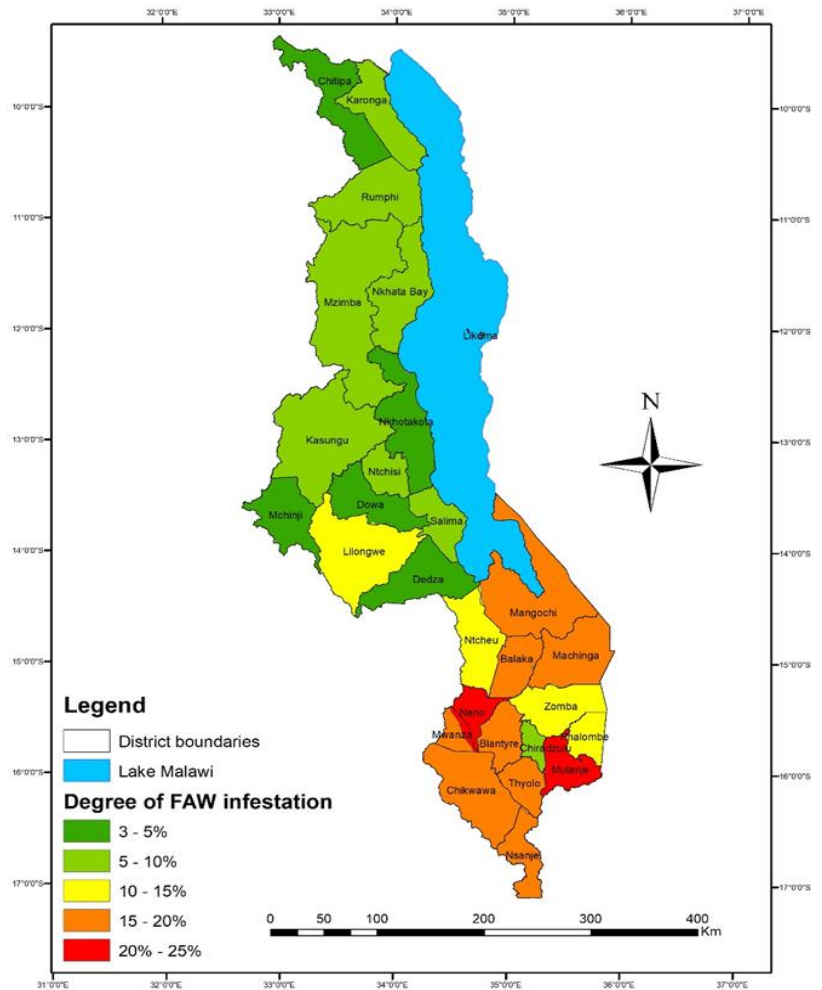 32°0'0"E 33°0'0"E 34°0'0"E 35°0'0"E 36°0'0"E 37°0'0"E
10°0'0"S
11°0'0"S
12°0'0"S
13°0'0"S
14°0'0"S
15°0'0"S
16°0'0"S
17°0'0"S
10°0'0"S
11°0'0"S
12°0'0"S
13°0'0"S
14°0'0"S
15°0'0"S
16°0'0"S
17°0'0"S
Chitipa
Karonga
Rumphi
Nkhata Bay
Mzimba
Likoma
Nkhotakota
Kasungu
Ntchisi
Dowa
Mchinji
Salima
Lilongwe
Dedza
Mangochi
Ntcheu
Balaka
Machinga
Neno
Zomba
Mwanza
Blantyre
Chiradzulu
Phalombe
Mulanje
Chikwawa
Thyolo
Nsanje
N
Legend
District boundaries
Lake Malawi
Degree of FAW infestation
3 - 5%
5 - 10%
10 - 15%
15 - 20%
20% - 25%
0 50 100 200 300 400
Km
31°0'0"E 32°0'0"E 33°0'0"E 34°0'0"E 35°0'0"E 36°0'0"E 37°0'0"E